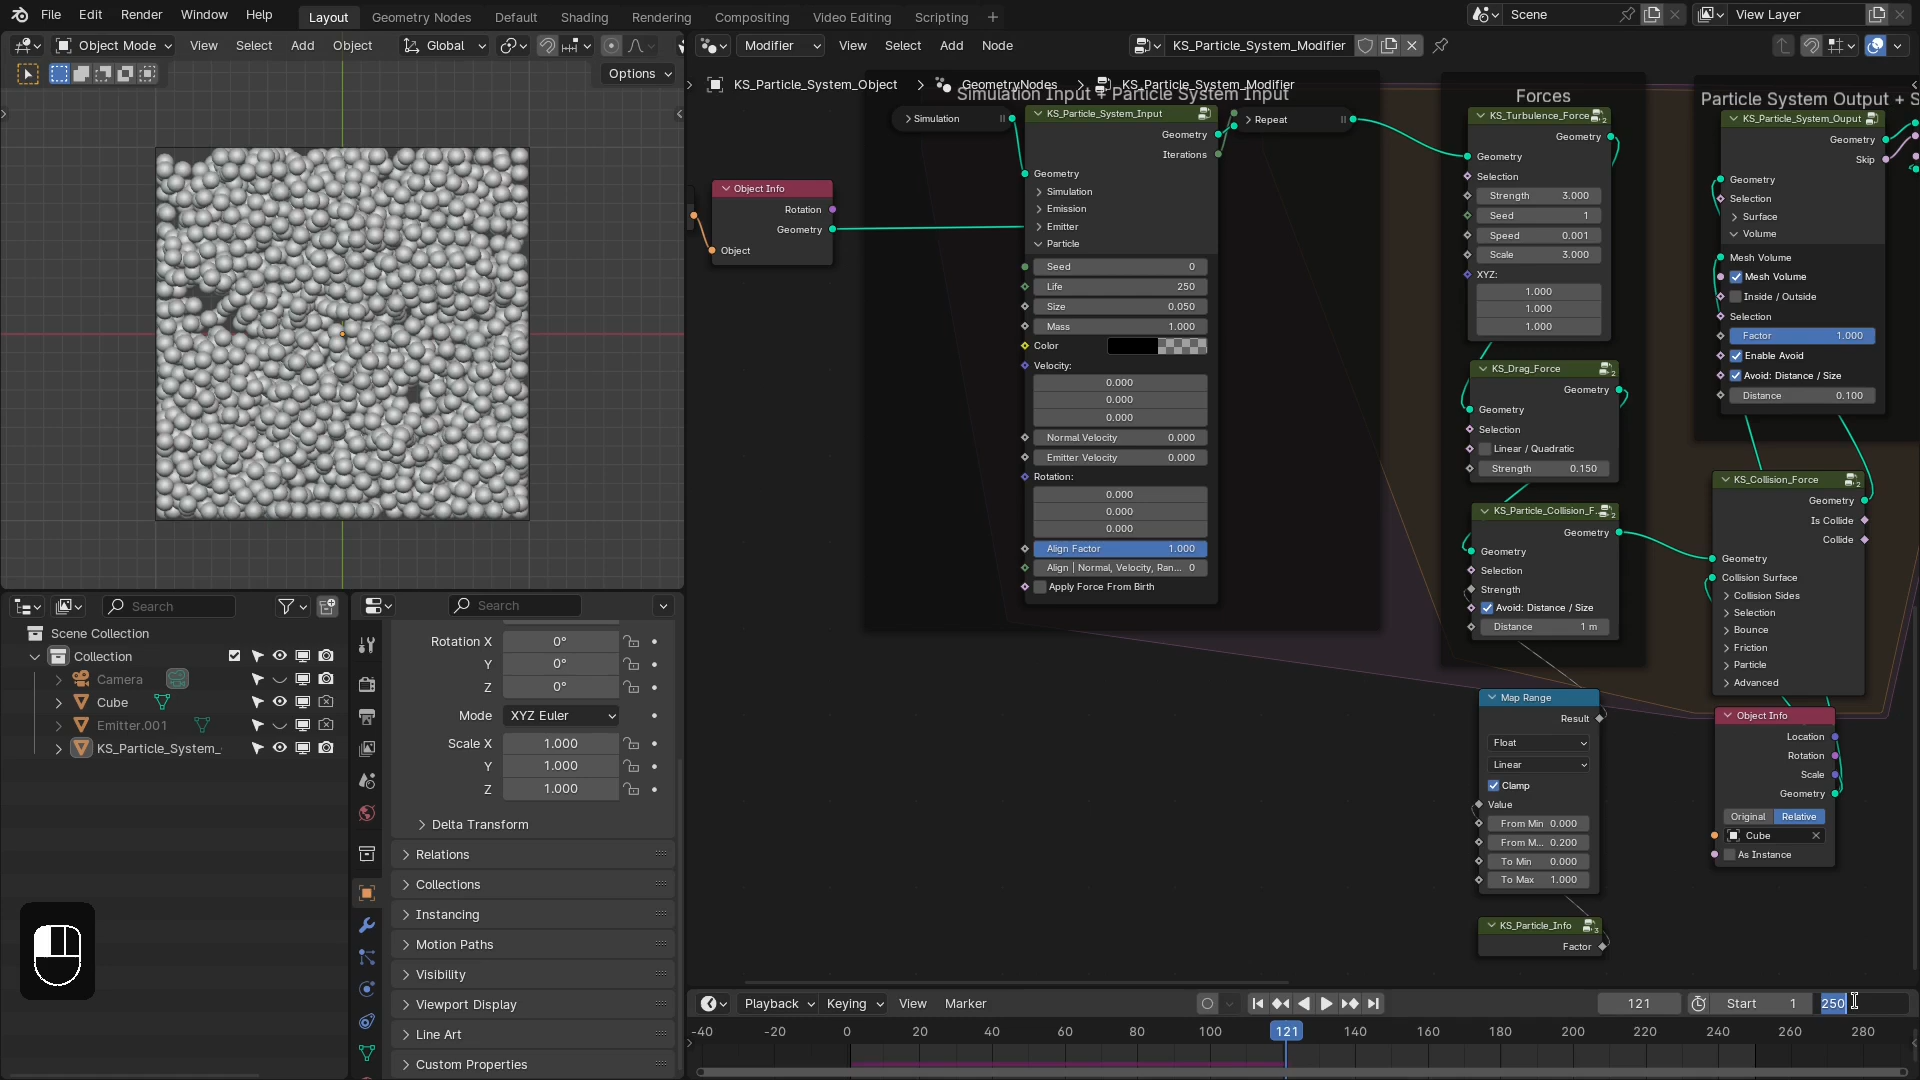 File Edit Render Window Help Layout Geometry Nodes Default Shading Rendering Compositing Video Editing Scripting + Scene View Layer
Object Mode View Select Add Object Global Modifier View Select Add Node KS_Particle_System_Modifier
Options
KS_Particle_System_Object GeometryNodes KS_Particle_System_Modifier
Simulation Input + Particle System Input
Simulation
KS_Particle_System_Input
Geometry
Iterations
Geometry
Simulation
Emission
Emitter
Particle
Seed 0
Life 250
Size 0.050
Mass 1.000
Color
Velocity:
0.000
0.000
0.000
Normal Velocity 0.000
Emitter Velocity 0.000
Rotation:
0.000
0.000
0.000
Align Factor 1.000
Align | Normal, Velocity, Ran... 0
Apply Force From Birth
Repeat
Object Info
Rotation
Geometry
Object
Forces
KS_Turbulence_Force
Geometry
Geometry
Selection
Strength 3.000
Seed 1
Speed 0.001
Scale 3.000
XYZ:
1.000
1.000
1.000
KS_Drag_Force
Geometry
Geometry
Selection
Linear / Quadratic
Strength 0.150
KS_Particle_Collision_F...
Geometry
Geometry
Selection
Strength
Avoid: Distance / Size
Distance 1 m
Map Range
Result
Float
Linear
Clamp
Value
From Min 0.000
From M... 0.200
To Min 0.000
To Max 1.000
KS_Particle_Info
Factor
Particle System Output + S
KS_Particle_System_Ouput
Geometry
Skip
Geometry
Selection
Surface
Volume
Mesh Volume
Mesh Volume
Inside / Outside
Selection
Factor 1.000
Enable Avoid
Avoid: Distance / Size
Distance 0.100
KS_Collision_Force
Geometry
Is Collide
Collide
Geometry
Collision Surface
Collision Sides
Selection
Bounce
Friction
Particle
Advanced
Object Info
Location
Rotation
Scale
Geometry
Original Relative
Cube
As Instance
Search
Scene Collection
Collection
Camera
Cube
Emitter.001
KS_Particle_System_
Search
Rotation X 0°
Y 0°
Z 0°
Mode XYZ Euler
Scale X 1.000
Y 1.000
Z 1.000
Delta Transform
Relations
Collections
Instancing
Motion Paths
Visibility
Viewport Display
Line Art
Custom Properties
Playback Keying View Marker 121 Start 1 250
-40 -20 0 20 40 60 80 100 121 140 160 180 200 220 240 260 280